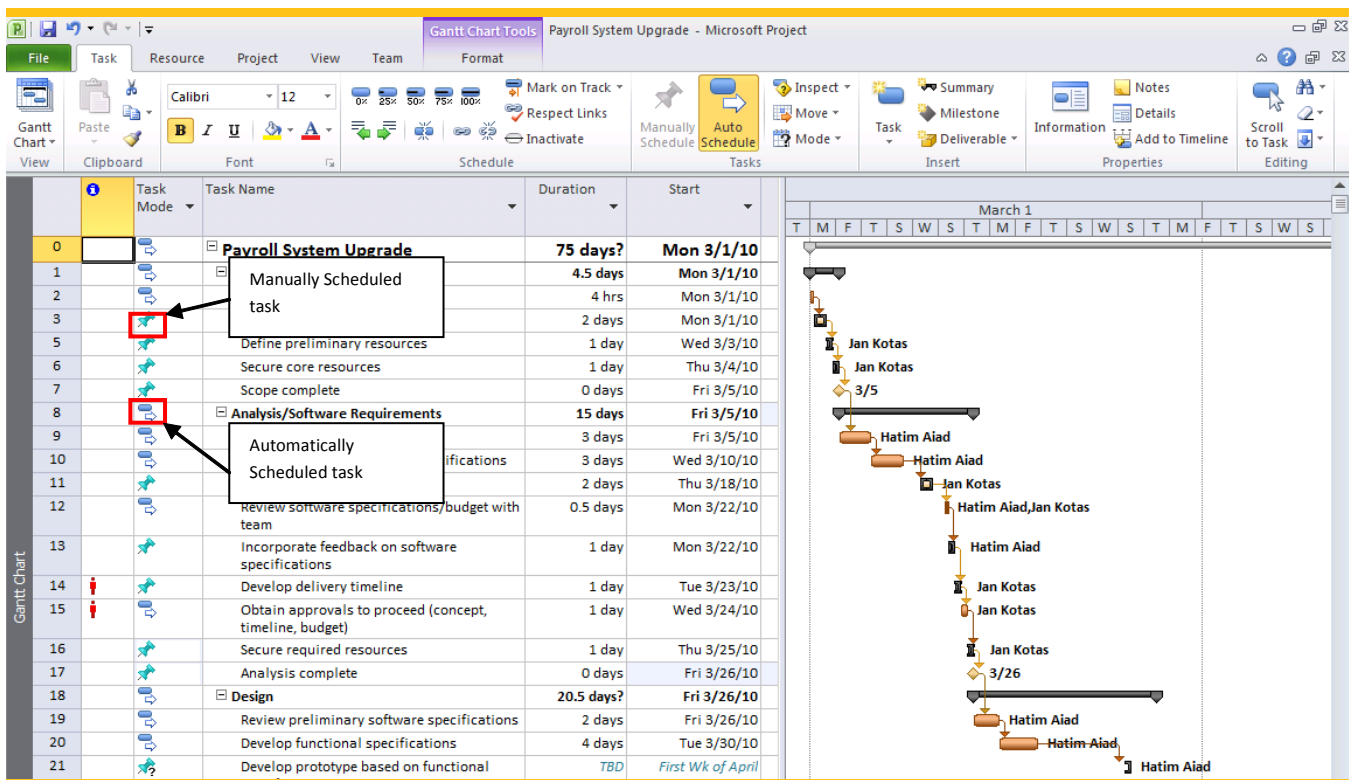 Gantt Chart Tools
Payroll System Upgrade - Microsoft Project
File Task Resource Project View Team Format
Calibri 12
0% 25% 50% 75% 100%
Mark on Track
Respect Links
Inactivate
Gantt Chart
Paste
B I U A
Manually Schedule
Auto Schedule
Inspect
Move
Mode
Task
Summary
Milestone
Deliverable
Information
Notes
Details
Add to Timeline
Scroll to Task
View Clipboard Font Schedule Tasks Insert Properties Editing
Task Mode Task Name Duration Start
March 1
T M F T S W S T M F T S W S T M F T S W S
0 Payroll System Upgrade 75 days? Mon 3/1/10
1 4.5 days Mon 3/1/10
2 4 hrs Mon 3/1/10
3 2 days Mon 3/1/10
Manually Scheduled
task
5 Define preliminary resources 1 day Wed 3/3/10 Jan Kotas
6 Secure core resources 1 day Thu 3/4/10 Jan Kotas
7 Scope complete 0 days Fri 3/5/10 3/5
8 Analysis/Software Requirements 15 days Fri 3/5/10
9 3 days Fri 3/5/10 Hatim Aiad
10 ifications 3 days Wed 3/10/10 Hatim Aiad
11 2 days Thu 3/18/10 Jan Kotas
Automatically
Scheduled task
12 Review software specifications/budget with 0.5 days Mon 3/22/10 Hatim Aiad,Jan Kotas
team
13 Incorporate feedback on software 1 day Mon 3/22/10 Hatim Aiad
specifications
14 Develop delivery timeline 1 day Tue 3/23/10 Jan Kotas
15 Obtain approvals to proceed (concept, 1 day Wed 3/24/10 Jan Kotas
timeline, budget)
16 Secure required resources 1 day Thu 3/25/10 Jan Kotas
17 Analysis complete 0 days Fri 3/26/10 3/26
18 Design 20.5 days? Fri 3/26/10
19 Review preliminary software specifications 2 days Fri 3/26/10 Hatim Aiad
20 Develop functional specifications 4 days Tue 3/30/10 Hatim Aiad
21 Develop prototype based on functional TBD First Wk of April Hatim Aiad
Gantt Chart